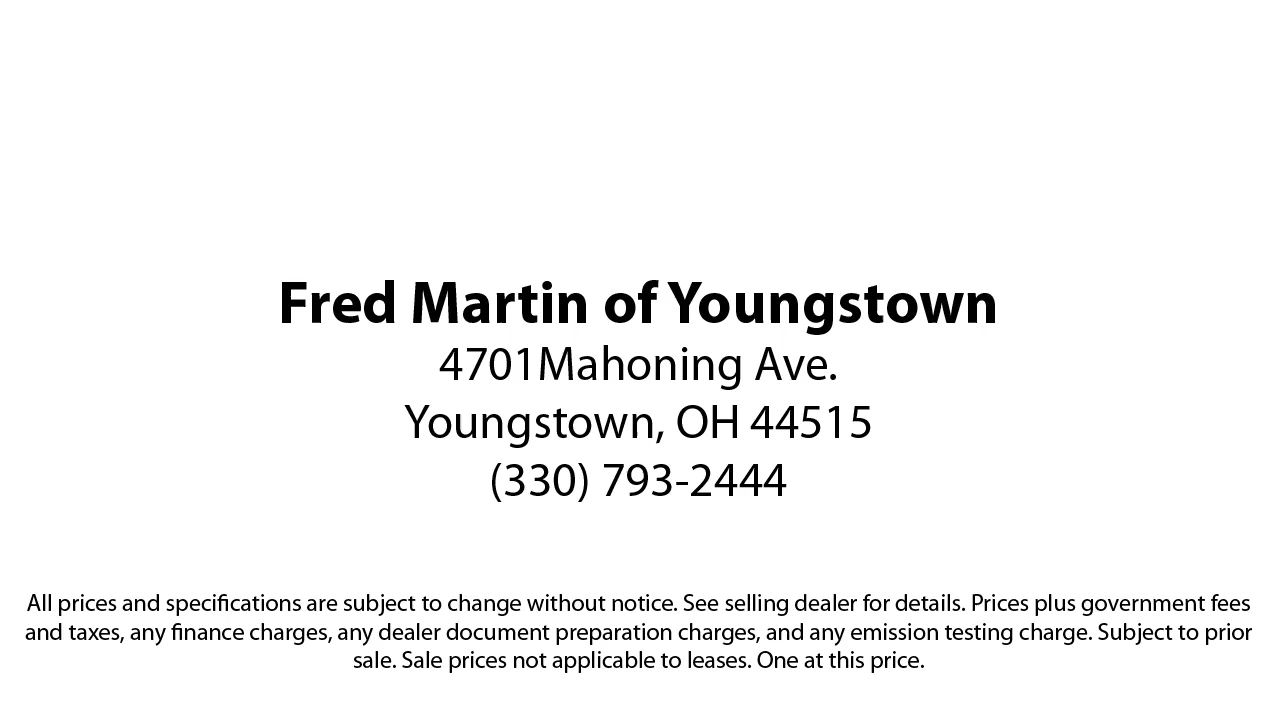 Fred Martin of Youngstown
4701Mahoning Ave.
Youngstown, OH 44515
(330) 793-2444
All prices and specifications are subject to change without notice. See selling dealer for details. Prices plus government fees
and taxes, any finance charges, any dealer document preparation charges, and any emission testing charge. Subject to prior
sale. Sale prices not applicable to leases. One at this price.